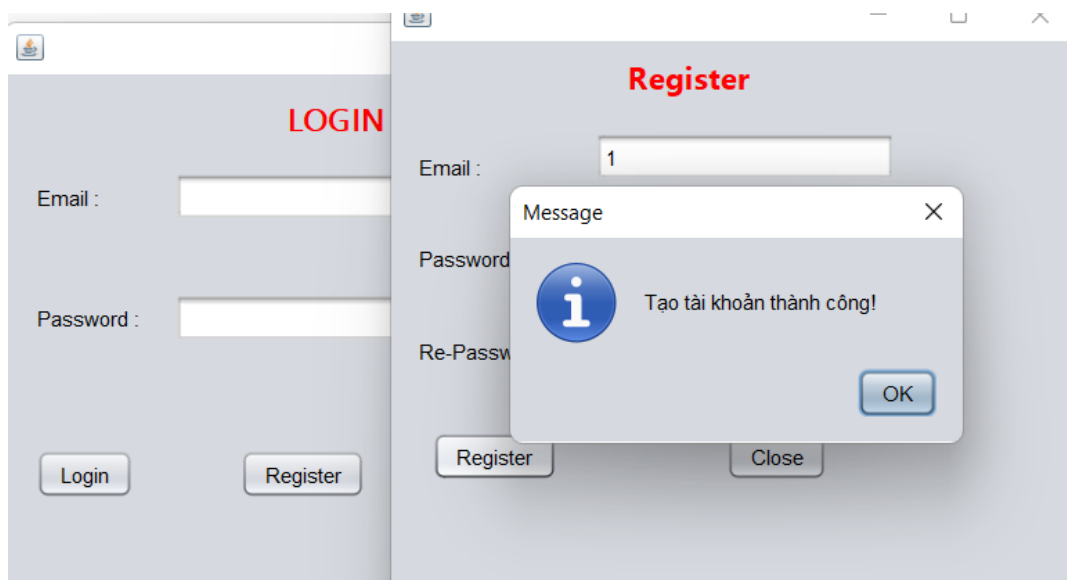 LOGIN
Email :
Password :
Login
Register
Register
Email :
1
Password
Re-Passw
Register
Close
Message
Tạo tài khoản thành công!
OK